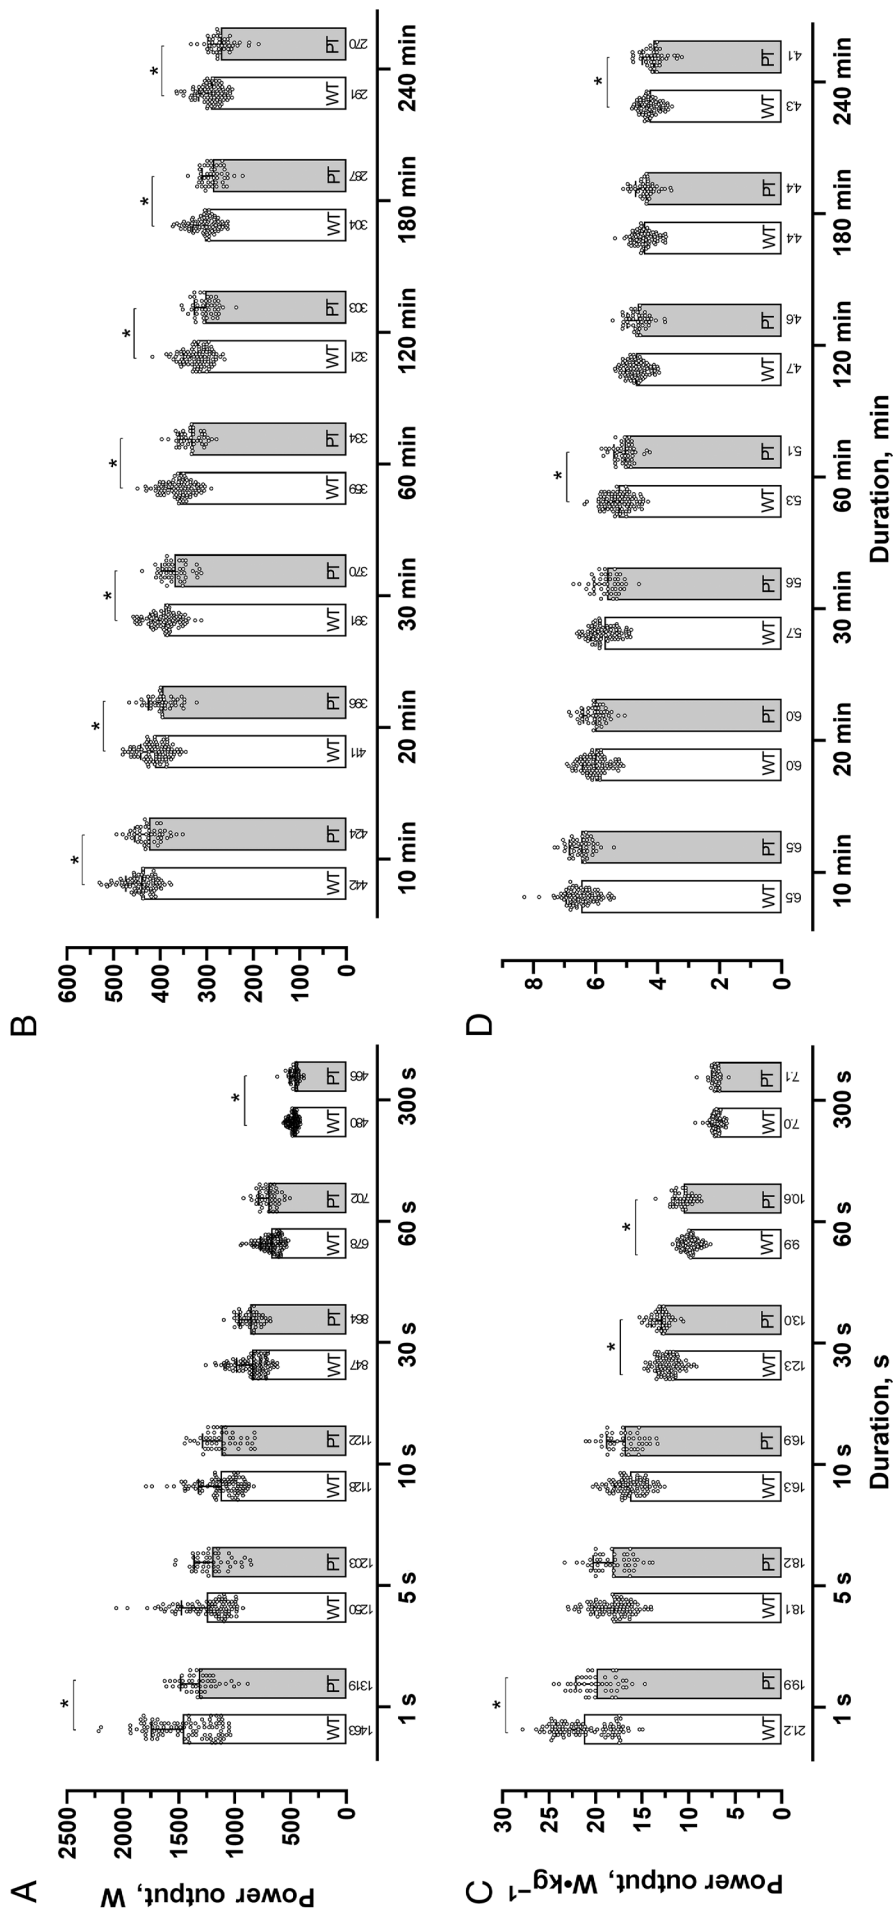 A
Power output, W
2500
2000
1500
1000
500
0
* *
WT PT WT PT WT PT WT PT WT PT WT PT
1463 1319 1250 1203 1128 1122 847 864 678 702 480 466
1 s 5 s 10 s 30 s 60 s 300 s
B
600
500
400
300
200
100
0
* * * * * * *
WT PT WT PT WT PT WT PT WT PT WT PT WT PT
442 424 411 396 391 370 359 334 321 303 304 287 291 270
10 min 20 min 30 min 60 min 120 min 180 min 240 min
C
Power output, W•kg⁻¹
30
25
20
15
10
5
0
* * *
WT PT WT PT WT PT WT PT WT PT WT PT
21.2 19.9 18.1 18.2 16.3 16.9 12.3 13.0 9.9 10.6 7.0 7.1
1 s 5 s 10 s 30 s 60 s 300 s
Duration, s
D
8
6
4
2
0
* *
WT PT WT PT WT PT WT PT WT PT WT PT WT PT
6.5 6.5 6.0 6.0 5.7 5.6 5.3 5.1 4.7 4.6 4.4 4.4 4.3 4.1
10 min 20 min 30 min 60 min 120 min 180 min 240 min
Duration, min